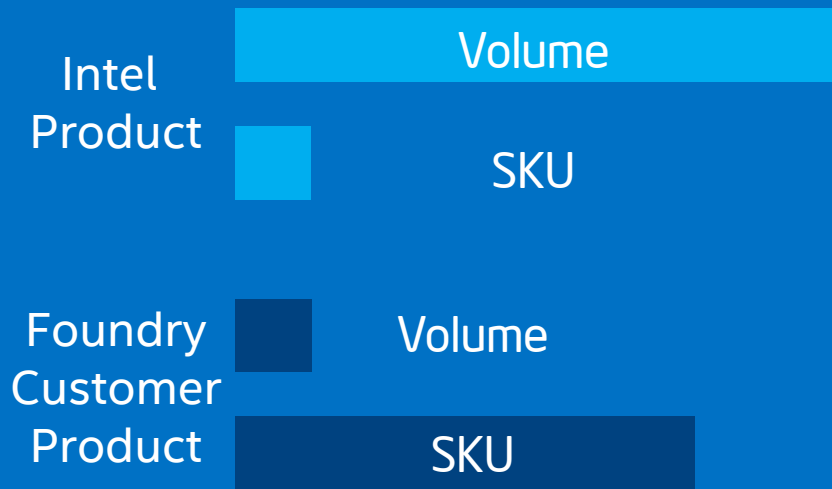 Intel
Product
Volume
SKU
Foundry
Customer
Product
Volume
SKU